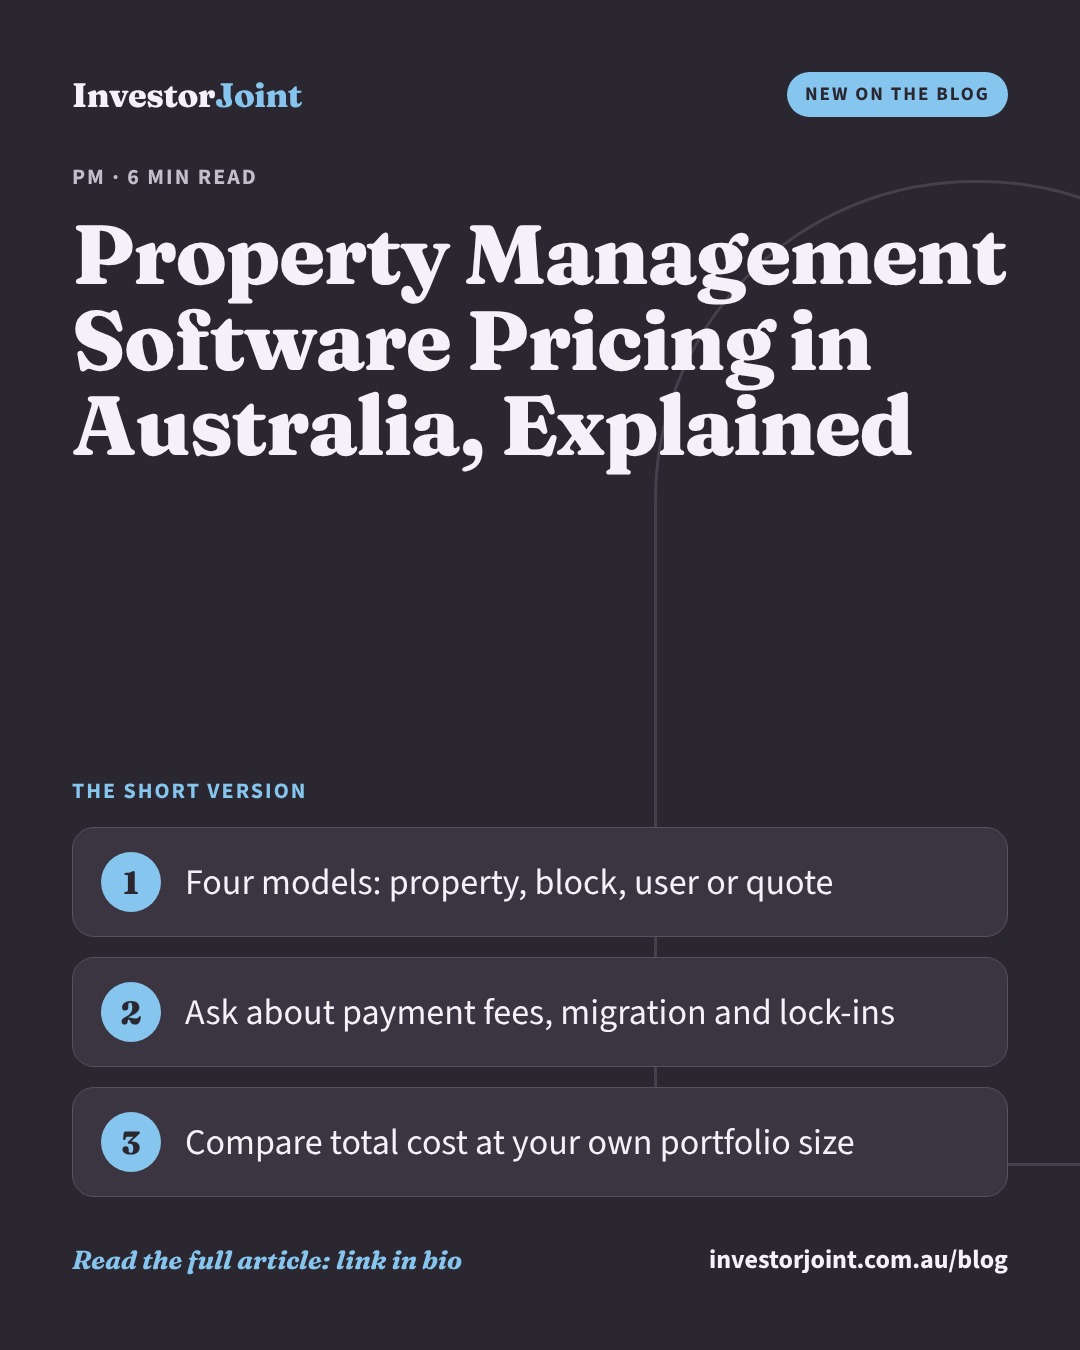 InvestorJoint
NEW ON THE BLOG
PM · 6 MIN READ
Property Management
Software Pricing in
Australia, Explained
THE SHORT VERSION
1 Four models: property, block, user or quote
2 Ask about payment fees, migration and lock-ins
3 Compare total cost at your own portfolio size
Read the full article: link in bio
investorjoint.com.au/blog